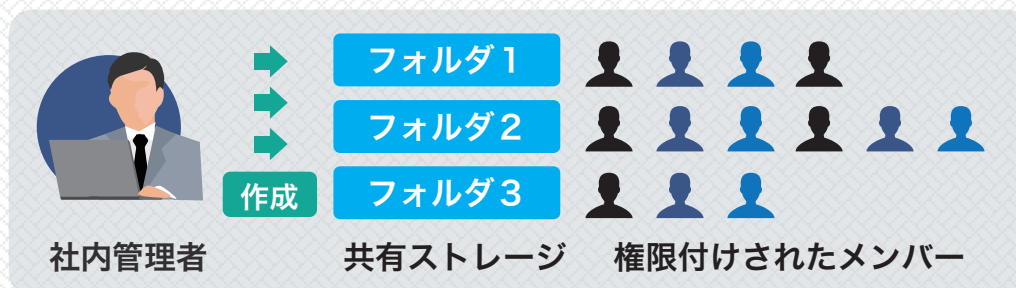 フォルダ1
フォルダ2
フォルダ3
作成
社内管理者
共有ストレージ
権限付けされたメンバー